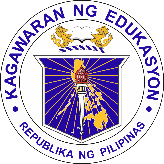 KAGAWARAN NG EDUKASYON
REPUBLIKA NG PILIPINAS